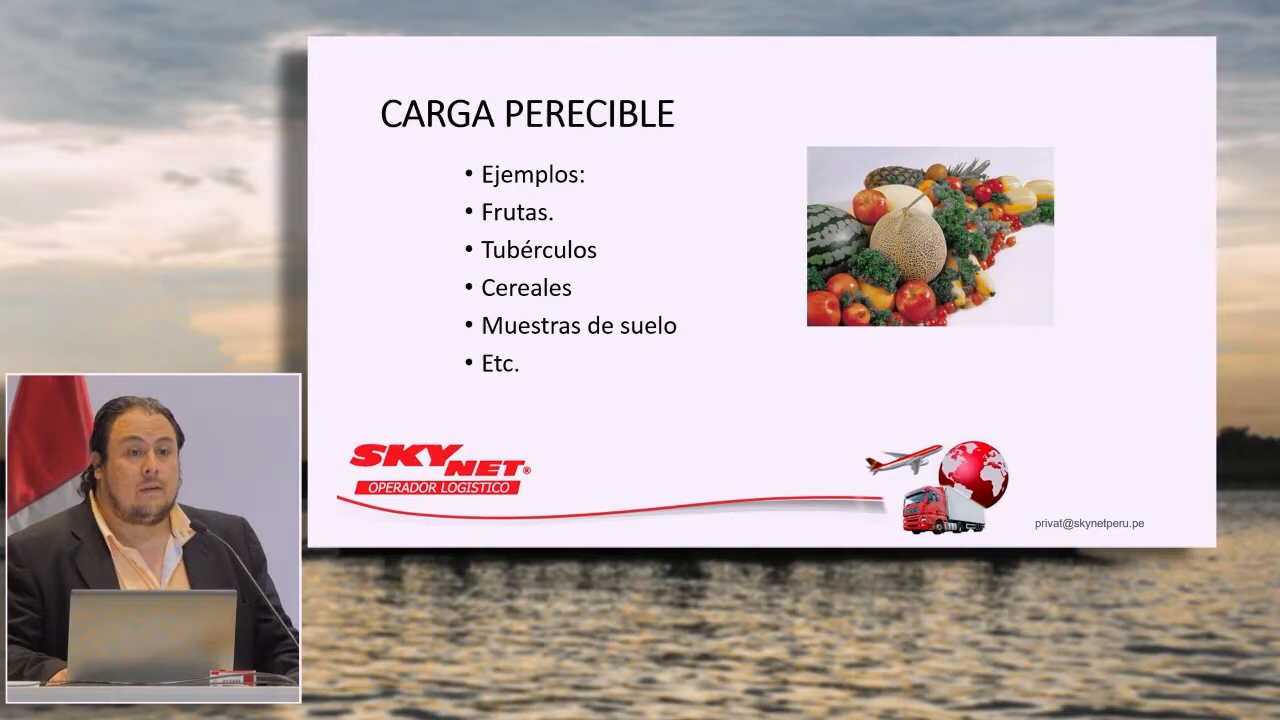 CARGA PERECIBLE
• Ejemplos:
• Frutas.
• Tubérculos
• Cereales
• Muestras de suelo
• Etc.
SKYNET®
OPERADOR LOGISTICO
privat@skynetperu.pe